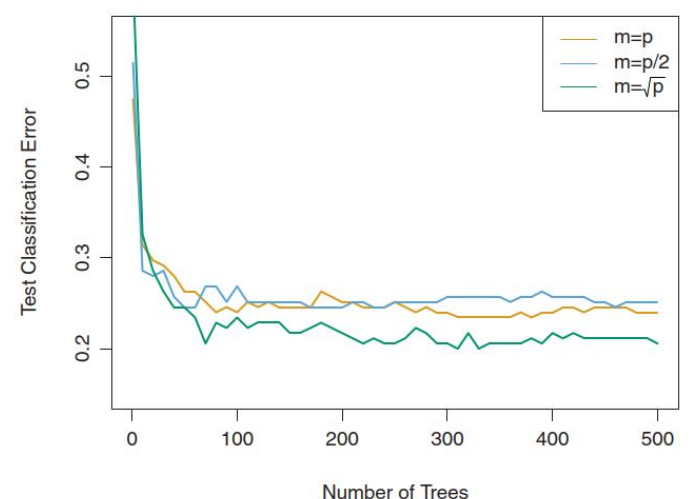 m=p
m=p/2
m=√p
Test Classification Error
0.5
0.4
0.3
0.2
0 100 200 300 400 500
Number of Trees